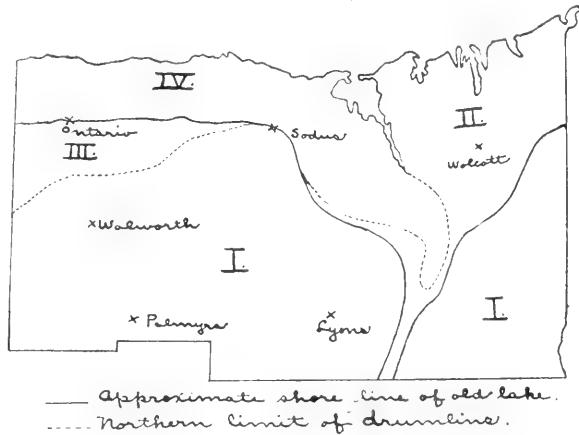 IV.
Ontario
Sodus
II.
III.
Wolcott
Walworth
I.
Palmyra
Lyons
I.
Approximate shore line of old lake.
Northern limit of drumlins.